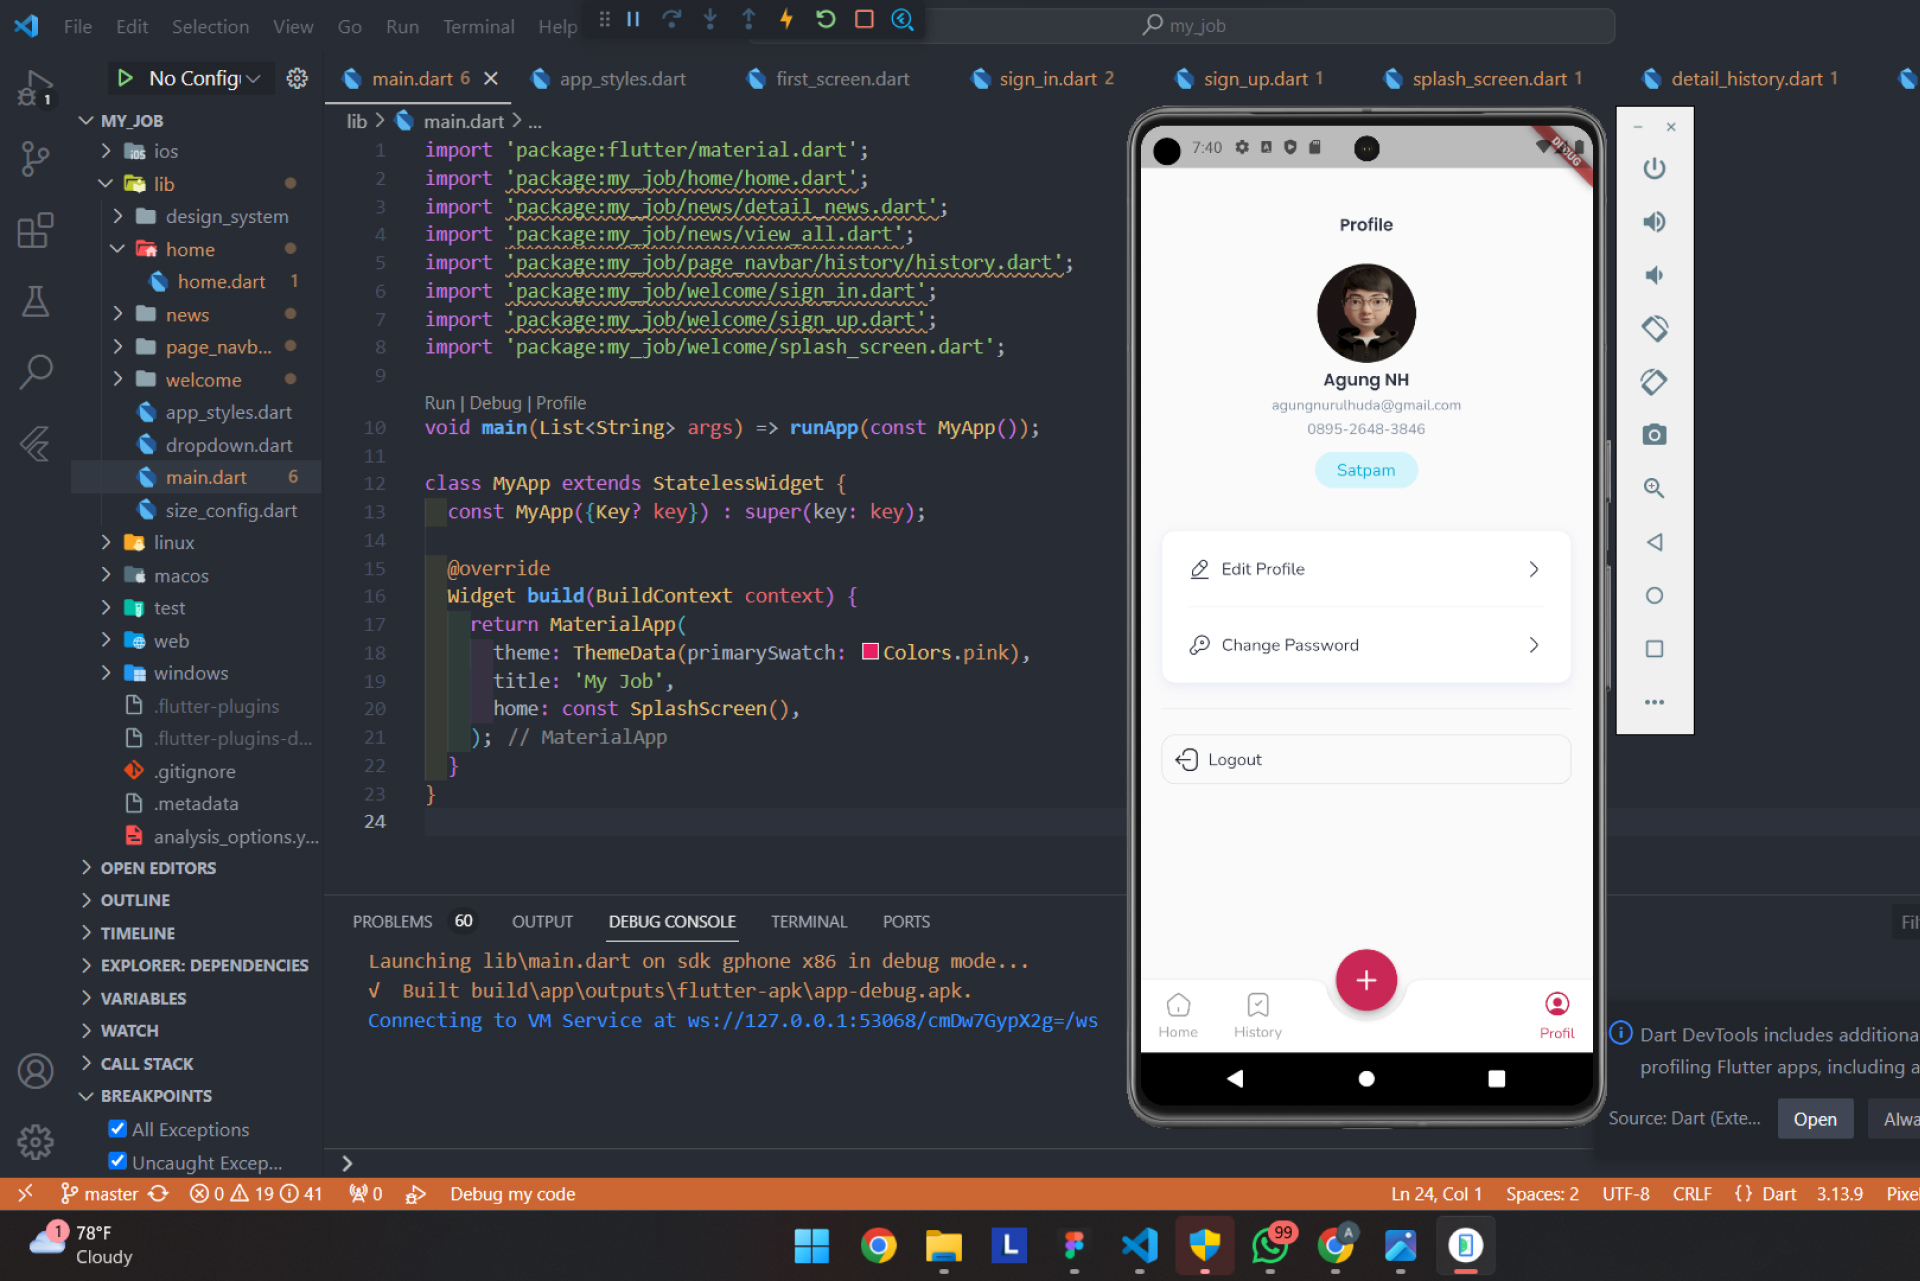 File Edit Selection View Go Run Terminal Help
my_job
1
No Config
main.dart 6
app_styles.dart
first_screen.dart
sign_in.dart 2
sign_up.dart 1
splash_screen.dart 1
detail_history.dart 1
MY_JOB
ios
lib
design_system
home
home.dart 1
news
page_navb...
welcome
app_styles.dart
dropdown.dart
main.dart 6
size_config.dart
linux
macos
test
web
windows
.flutter-plugins
.flutter-plugins-d...
.gitignore
.metadata
analysis_options.y...
OPEN EDITORS
OUTLINE
TIMELINE
EXPLORER: DEPENDENCIES
VARIABLES
WATCH
CALL STACK
BREAKPOINTS
All Exceptions
Uncaught Excep...
lib > main.dart > ...
1 import 'package:flutter/material.dart';
2 import 'package:my_job/home/home.dart';
3 import 'package:my_job/news/detail_news.dart';
4 import 'package:my_job/news/view_all.dart';
5 import 'package:my_job/page_navbar/history/history.dart';
6 import 'package:my_job/welcome/sign_in.dart';
7 import 'package:my_job/welcome/sign_up.dart';
8 import 'package:my_job/welcome/splash_screen.dart';
9
Run | Debug | Profile
10 void main(List<String> args) => runApp(const MyApp());
11
12 class MyApp extends StatelessWidget {
13 const MyApp({Key? key}) : super(key: key);
14
15 @override
16 Widget build(BuildContext context) {
17 return MaterialApp(
18 theme: ThemeData(primarySwatch: Colors.pink),
19 title: 'My Job',
20 home: const SplashScreen(),
21 ); // MaterialApp
22 }
23 }
24
PROBLEMS 60 OUTPUT DEBUG CONSOLE TERMINAL PORTS
Launching lib\main.dart on sdk gphone x86 in debug mode...
√ Built build\app\outputs\flutter-apk\app-debug.apk.
Connecting to VM Service at ws://127.0.0.1:53068/cmDw7GypX2g=/ws
7:40
DEBUG
Profile
Agung NH
agungnurulhuda@gmail.com
0895-2648-3846
Satpam
Edit Profile
Change Password
Logout
Home
History
Profil
Fil
Dart DevTools includes additiona
profiling Flutter apps, including a
Source: Dart (Exte...
Open
Alwa
master 0 19 41 0 Debug my code
Ln 24, Col 1 Spaces: 2 UTF-8 CRLF {} Dart 3.13.9 Pixel
1
78°F
Cloudy
L
99
A